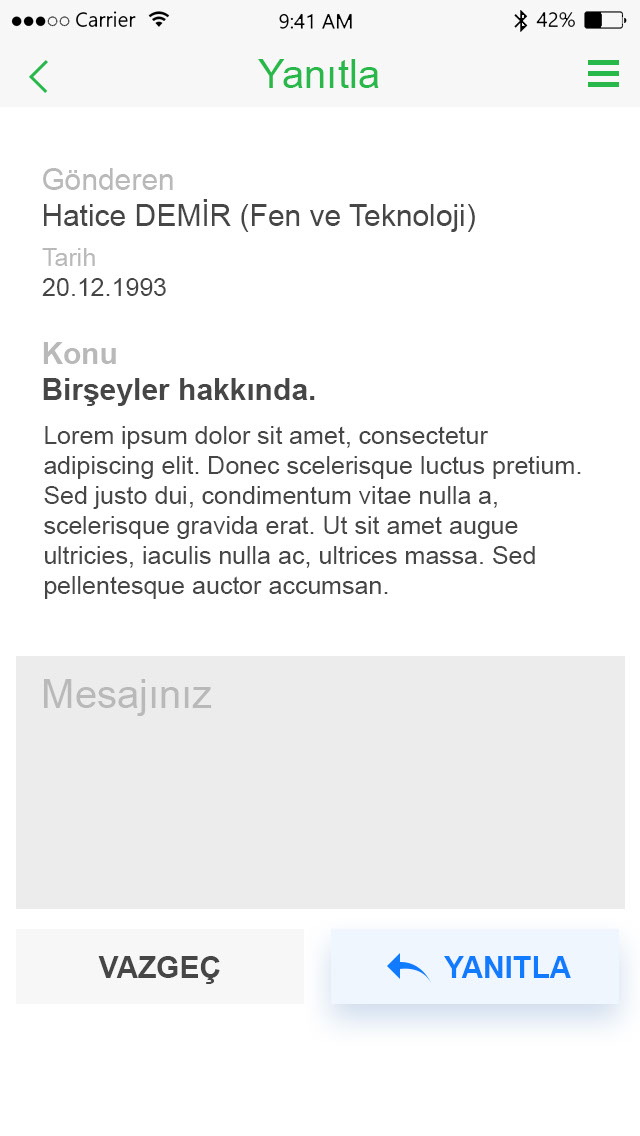 Carrier 9:41 AM 42%
Yanıtla
Gönderen
Hatice DEMİR (Fen ve Teknoloji)
Tarih
20.12.1993
Konu
Birşeyler hakkında.
Lorem ipsum dolor sit amet, consectetur
adipiscing elit. Donec scelerisque luctus pretium.
Sed justo dui, condimentum vitae nulla a,
scelerisque gravida erat. Ut sit amet augue
ultricies, iaculis nulla ac, ultrices massa. Sed
pellentesque auctor accumsan.
Mesajınız
VAZGEÇ YANITLA